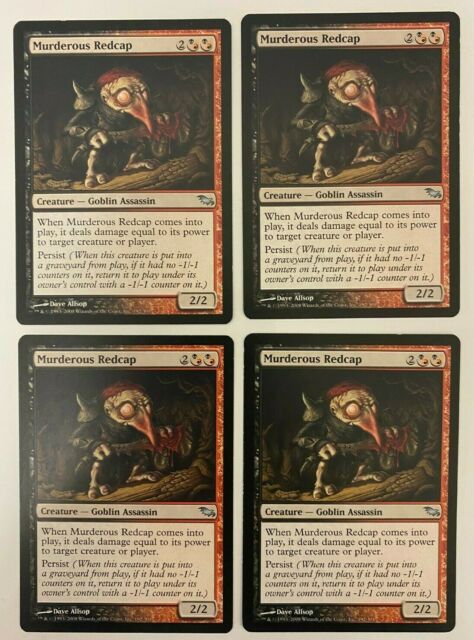 Murderous Redcap 2
Creature — Goblin Assassin
When Murderous Redcap comes into
play, it deals damage equal to its power
to target creature or player.
Persist (When this creature is put into
a graveyard from play, if it had no -1/-1
counters on it, return it to play under its
owner's control with a -1/-1 counter on it.)
Dave Allsop
2/2
Murderous Redcap 2
Creature — Goblin Assassin
When Murderous Redcap comes into
play, it deals damage equal to its power
to target creature or player.
Persist (When this creature is put into
a graveyard from play, if it had no -1/-1
counters on it, return it to play under its
owner's control with a -1/-1 counter on it.)
Dave Allsop
2/2
Murderous Redcap 2
Creature — Goblin Assassin
When Murderous Redcap comes into
play, it deals damage equal to its power
to target creature or player.
Persist (When this creature is put into
a graveyard from play, if it had no -1/-1
counters on it, return it to play under its
owner's control with a -1/-1 counter on it.)
Dave Allsop
2/2
Murderous Redcap 2
Creature — Goblin Assassin
When Murderous Redcap comes into
play, it deals damage equal to its power
to target creature or player.
Persist (When this creature is put into
a graveyard from play, if it had no -1/-1
counters on it, return it to play under its
owner's control with a -1/-1 counter on it.)
Dave Allsop
2/2